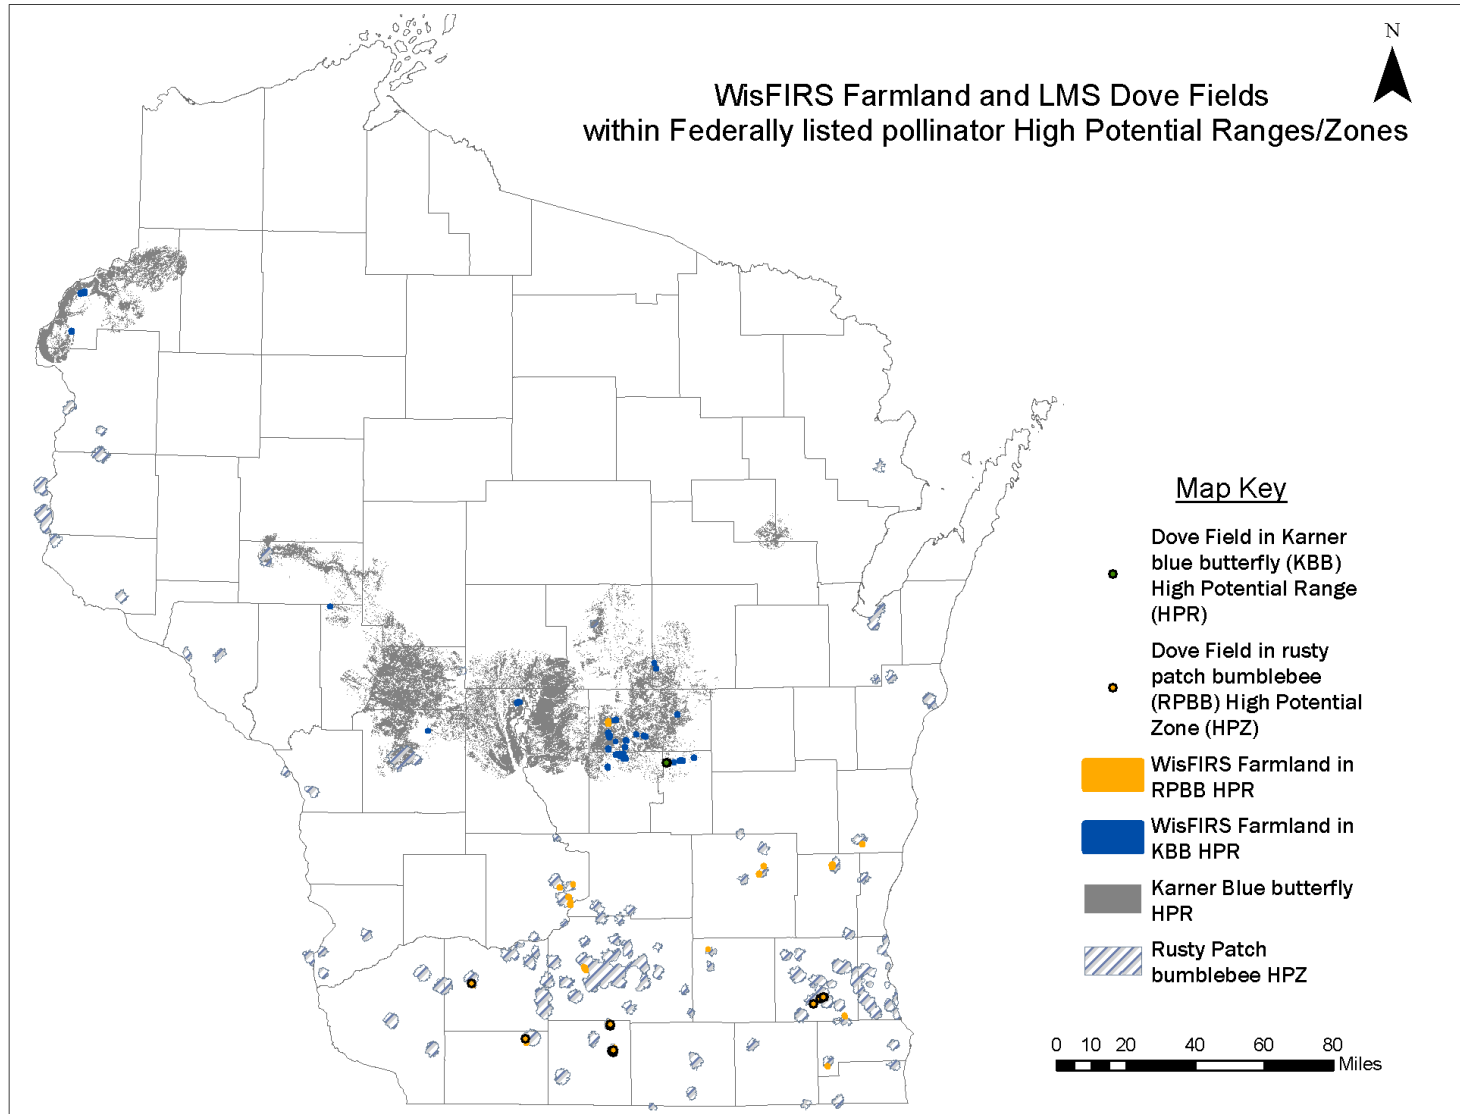 N
WisFIRS Farmland and LMS Dove Fields
within Federally listed pollinator High Potential Ranges/Zones
Map Key
Dove Field in Karner
blue butterfly (KBB)
High Potential Range
(HPR)
Dove Field in rusty
patch bumblebee
(RPBB) High Potential
Zone (HPZ)
WisFIRS Farmland in
RPBB HPR
WisFIRS Farmland in
KBB HPR
Karner Blue butterfly
HPR
Rusty Patch
bumblebee HPZ
0 10 20 40 60 80
Miles